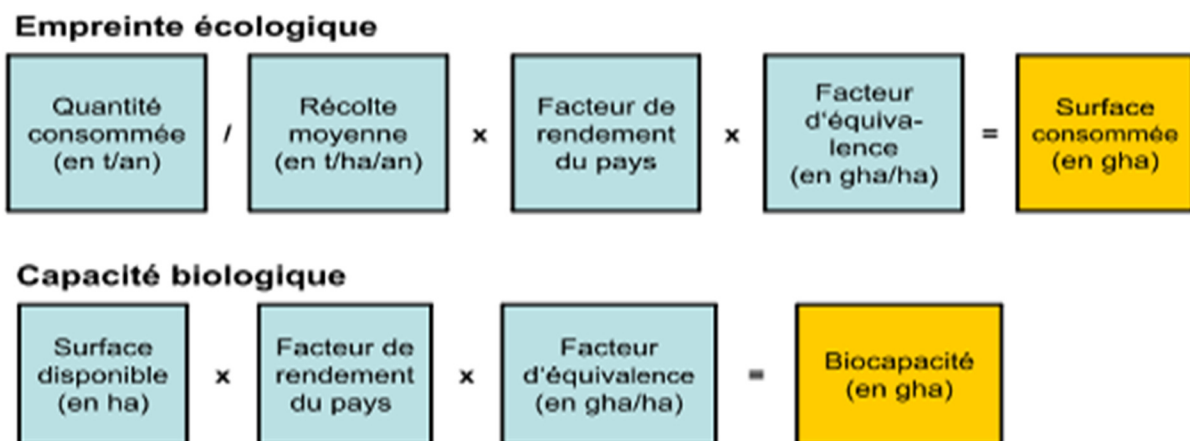 Empreinte écologique
Quantité
consommée
(en t/an)
/
Récolte
moyenne
(en t/ha/an)
x
Facteur de
rendement
du pays
x
Facteur
d'équiva-
lence
(en gha/ha)
=
Surface
consommée
(en gha)
Capacité biologique
Surface
disponible
(en ha)
x
Facteur de
rendement
du pays
x
Facteur
d'équivalence
(en gha/ha)
=
Biocapacité
(en gha)